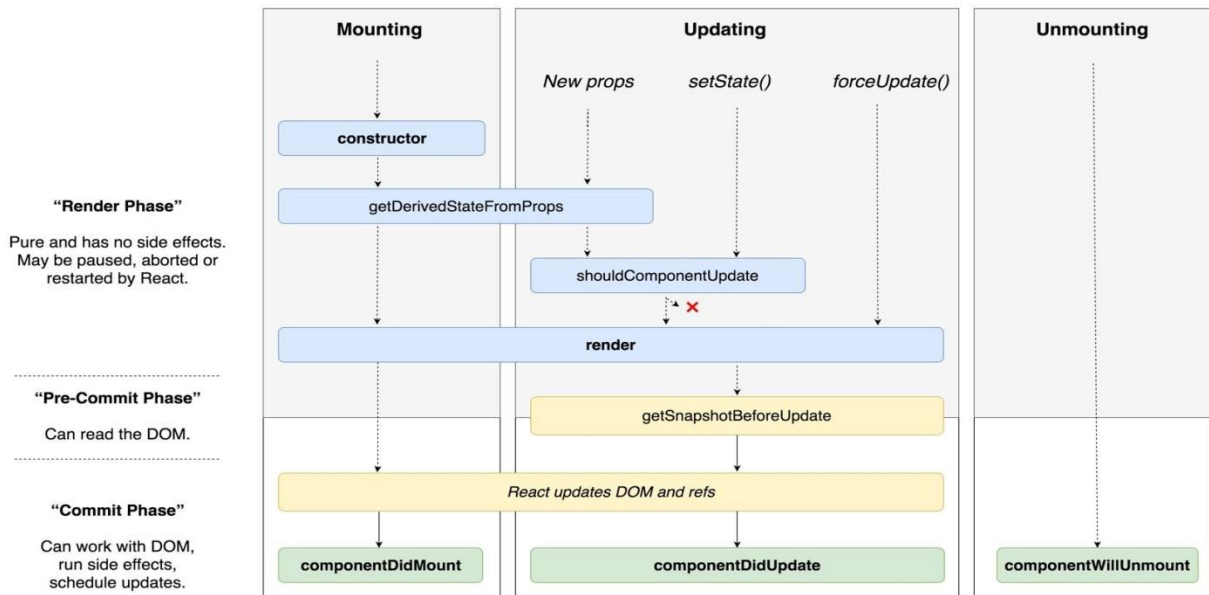 Mounting
Updating
Unmounting
New props
setState()
forceUpdate()
constructor
“Render Phase”
getDerivedStateFromProps
Pure and has no side effects.
May be paused, aborted or
restarted by React.
shouldComponentUpdate
render
“Pre-Commit Phase”
Can read the DOM.
getSnapshotBeforeUpdate
React updates DOM and refs
“Commit Phase”
Can work with DOM,
run side effects,
schedule updates.
componentDidMount
componentDidUpdate
componentWillUnmount